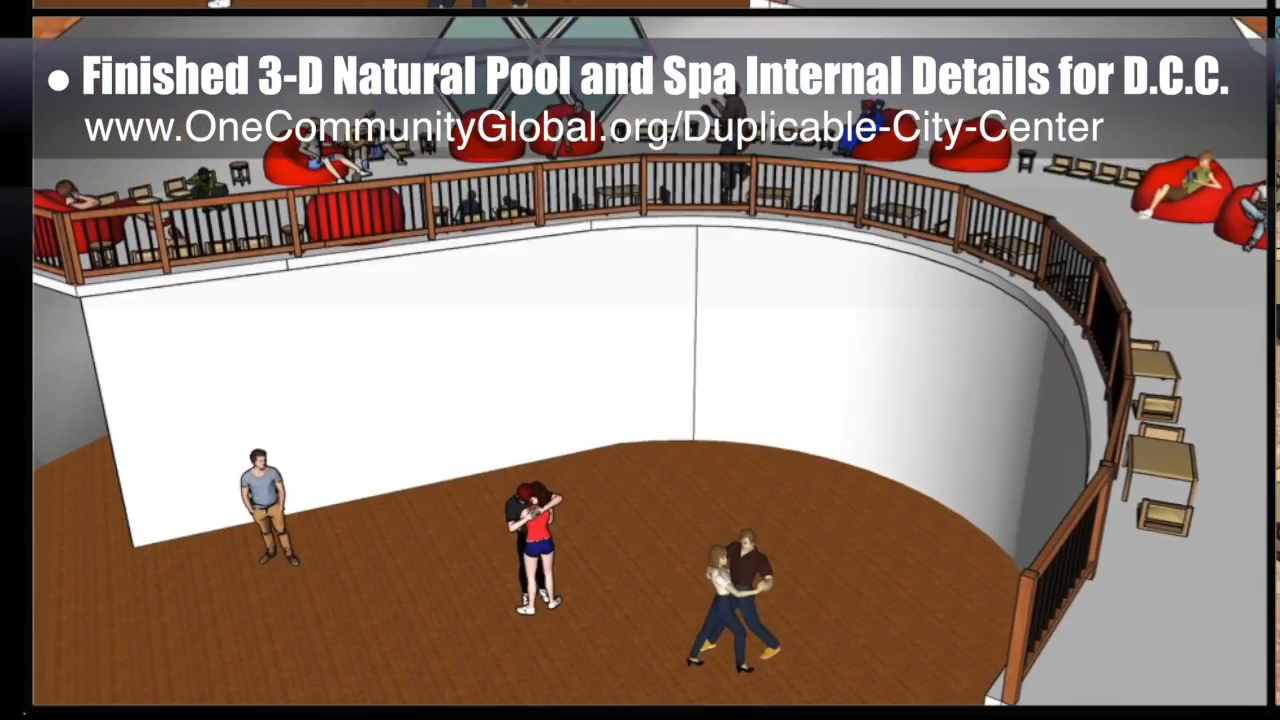 • Finished 3-D Natural Pool and Spa Internal Details for D.C.C.
www.OneCommunityGlobal.org/Duplicable-City-Center